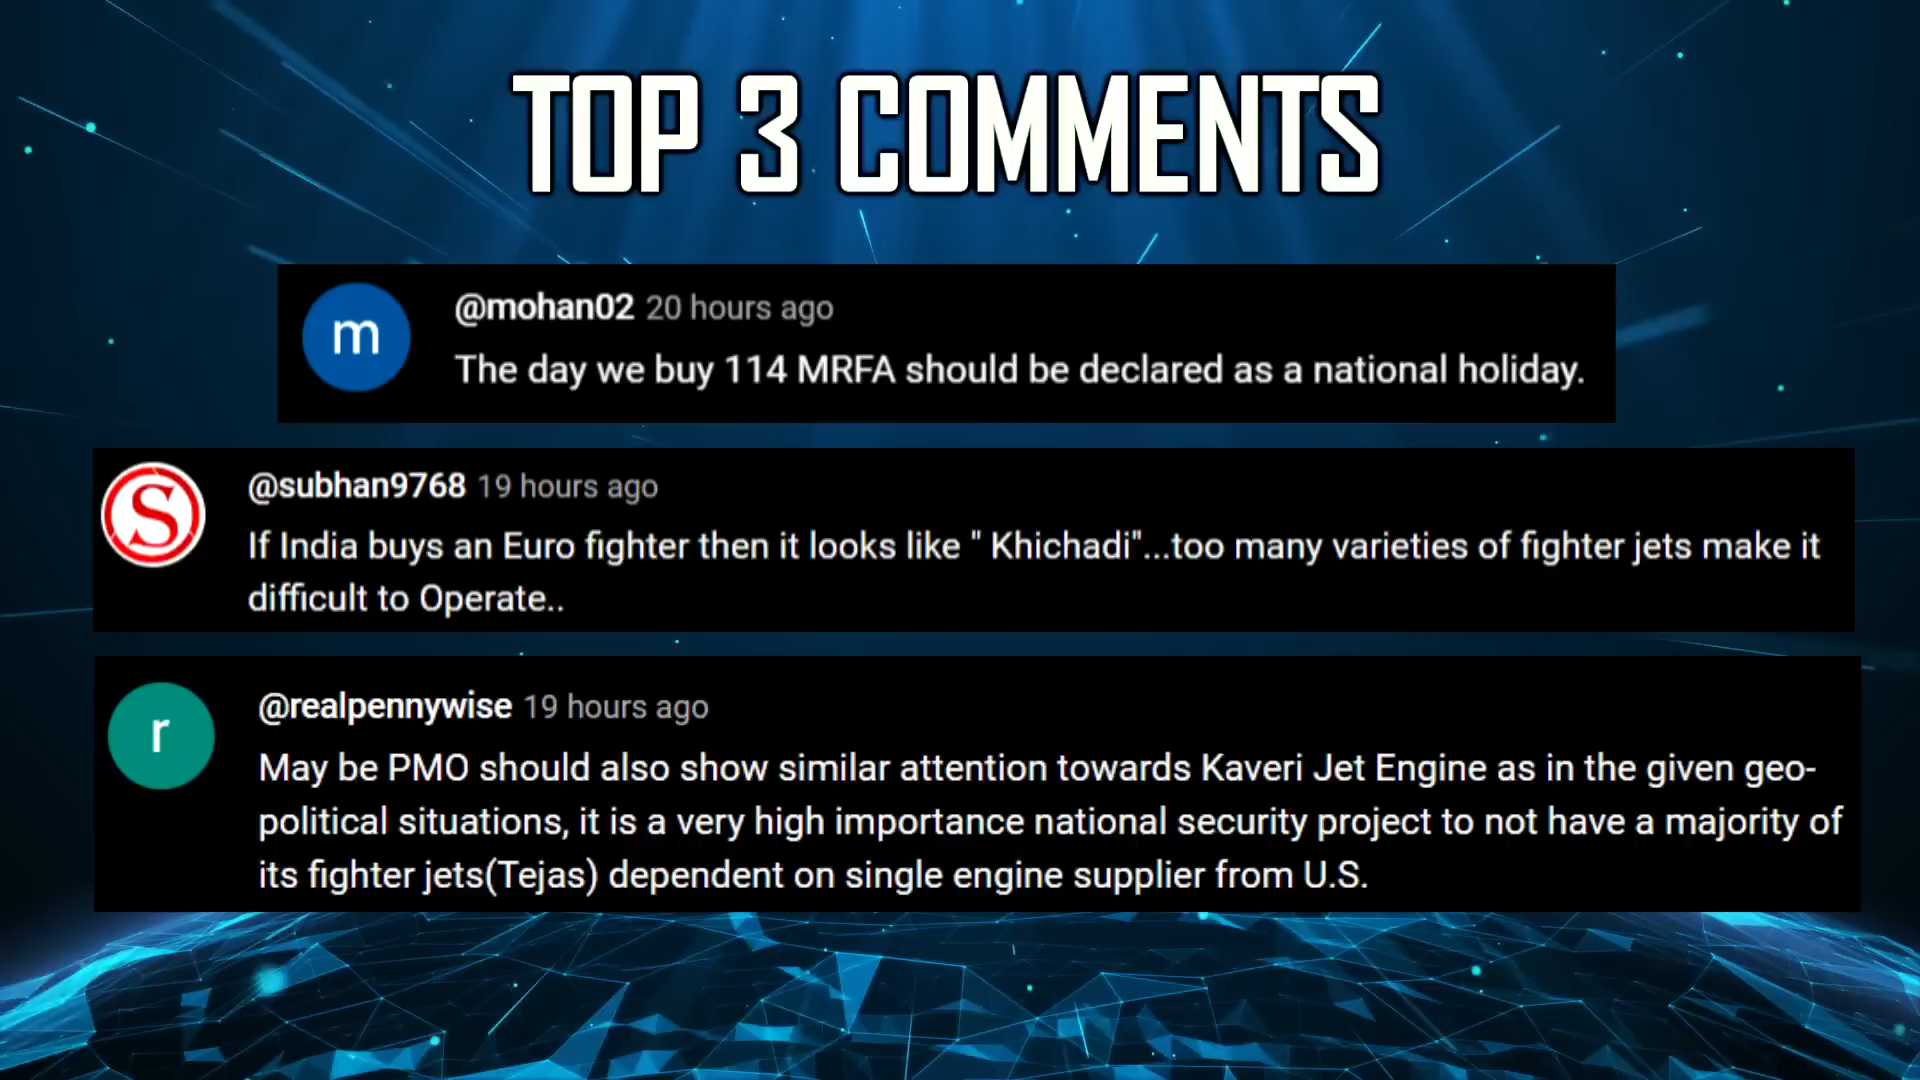 TOP 3 COMMENTS
m
@mohan02 20 hours ago
The day we buy 114 MRFA should be declared as a national holiday.
S
@subhan9768 19 hours ago
If India buys an Euro fighter then it looks like " Khichadi"...too many varieties of fighter jets make it
difficult to Operate..
r
@realpennywise 19 hours ago
May be PMO should also show similar attention towards Kaveri Jet Engine as in the given geo-
political situations, it is a very high importance national security project to not have a majority of
its fighter jets(Tejas) dependent on single engine supplier from U.S.